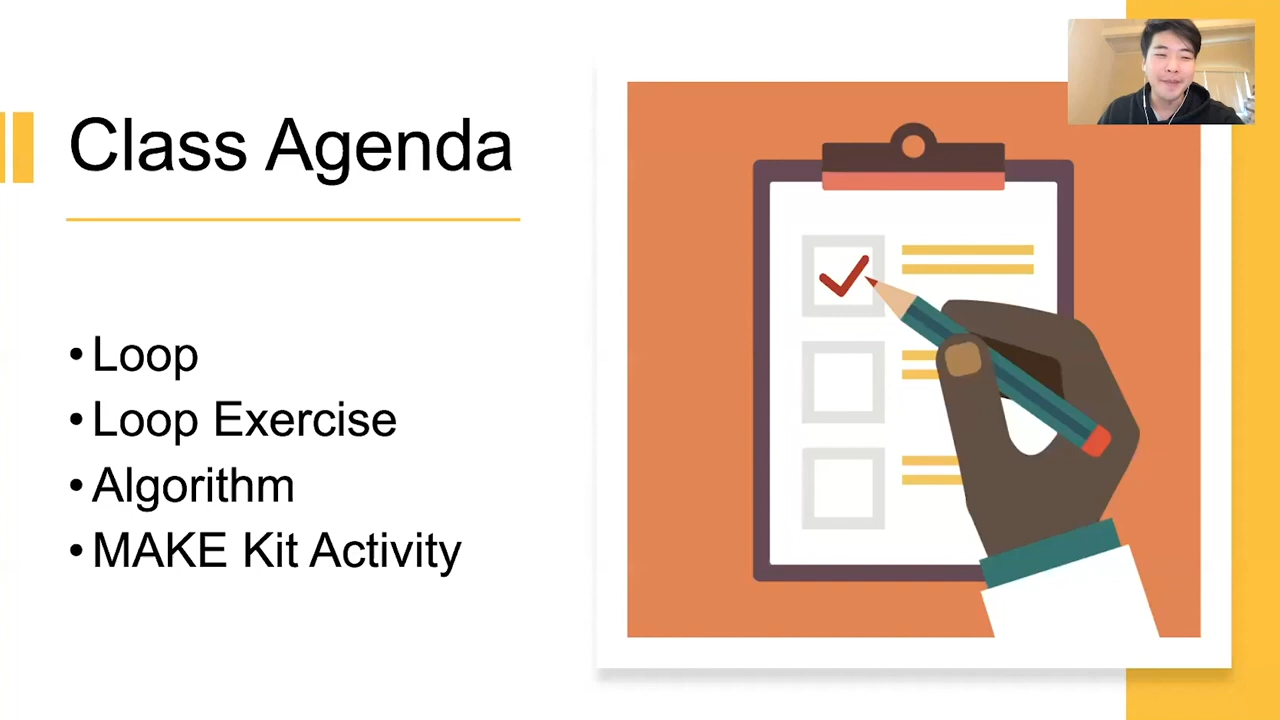 Class Agenda
• Loop
• Loop Exercise
• Algorithm
• MAKE Kit Activity